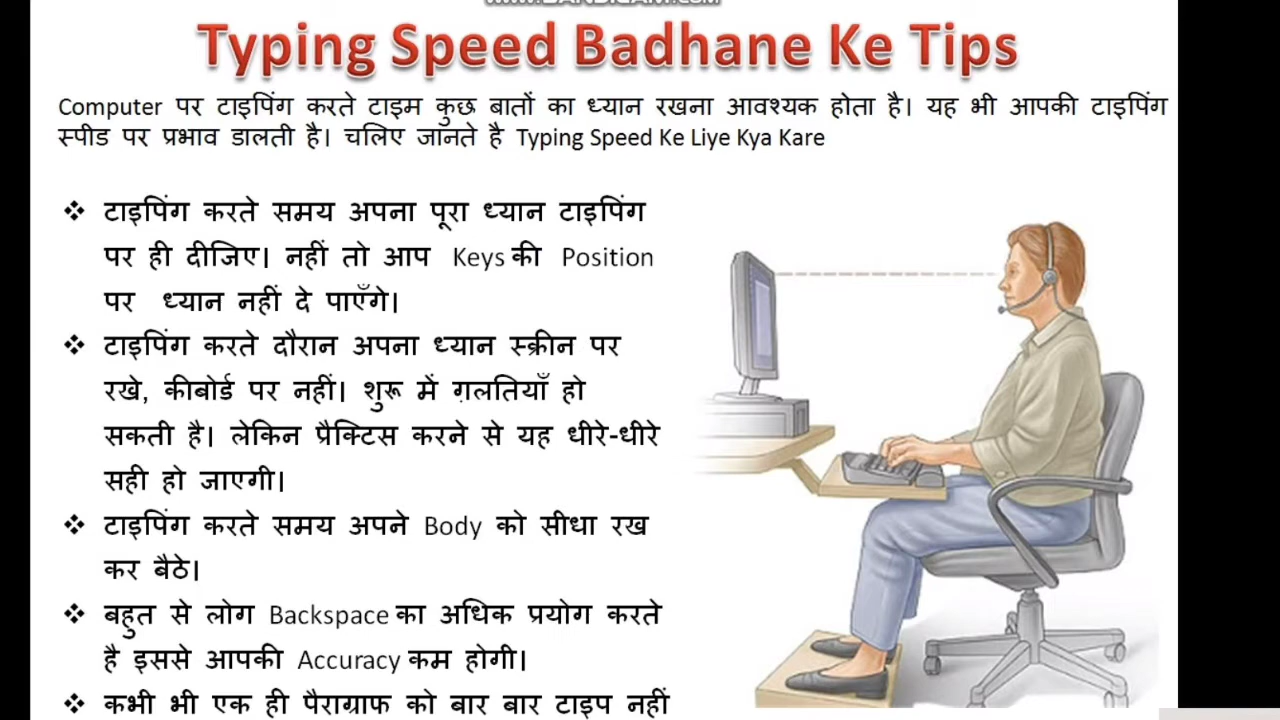 www.BANDICAM.com
Typing Speed Badhane Ke Tips
Computer पर टाइपिंग करते टाइम कुछ बातों का ध्यान रखना आवश्यक होता है। यह भी आपकी टाइपिंग
स्पीड पर प्रभाव डालती है। चलिए जानते है Typing Speed Ke Liye Kya Kare
❖ टाइपिंग करते समय अपना पूरा ध्यान टाइपिंग
पर ही दीजिए। नहीं तो आप Keys की Position
पर ध्यान नहीं दे पाएँगे।
❖ टाइपिंग करते दौरान अपना ध्यान स्क्रीन पर
रखे, कीबोर्ड पर नहीं। शुरू में ग़लतियाँ हो
सकती है। लेकिन प्रैक्टिस करने से यह धीरे-धीरे
सही हो जाएगी।
❖ टाइपिंग करते समय अपने Body को सीधा रख
कर बैठे।
❖ बहुत से लोग Backspace का अधिक प्रयोग करते
है इससे आपकी Accuracy कम होगी।
❖ कभी भी एक ही पैराग्राफ को बार बार टाइप नहीं